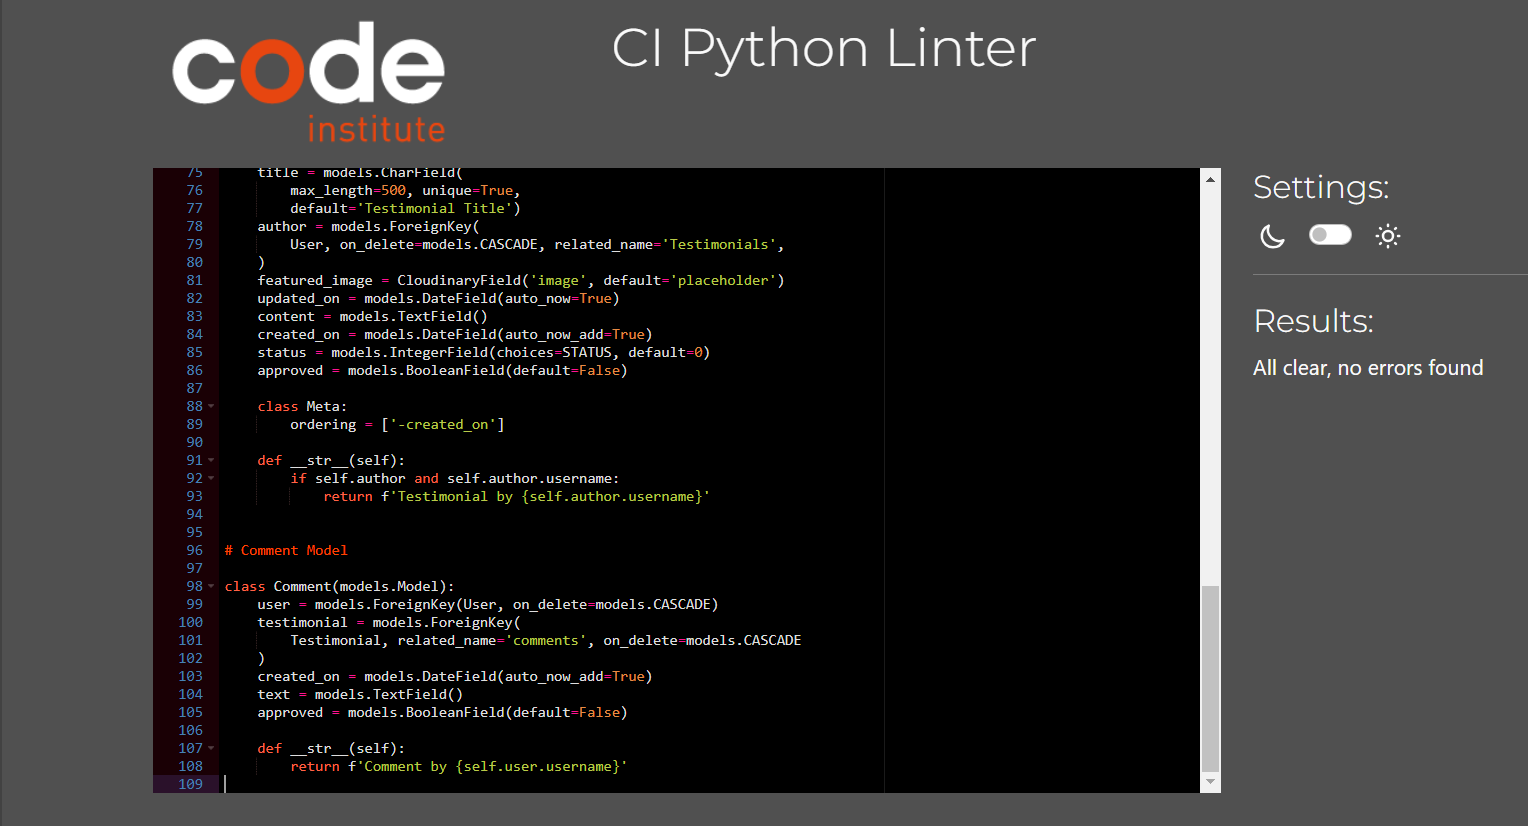 code
institute
CI Python Linter
75 title = models.CharField(
76 max_length=500, unique=True,
77 default='Testimonial Title')
78 author = models.ForeignKey(
79 User, on_delete=models.CASCADE, related_name='Testimonials',
80 )
81 featured_image = CloudinaryField('image', default='placeholder')
82 updated_on = models.DateField(auto_now=True)
83 content = models.TextField()
84 created_on = models.DateField(auto_now_add=True)
85 status = models.IntegerField(choices=STATUS, default=0)
86 approved = models.BooleanField(default=False)
87
88 class Meta:
89 ordering = ['-created_on']
90
91 def __str__(self):
92 if self.author and self.author.username:
93 return f'Testimonial by {self.author.username}'
94
95
96 # Comment Model
97
98 class Comment(models.Model):
99 user = models.ForeignKey(User, on_delete=models.CASCADE)
100 testimonial = models.ForeignKey(
101 Testimonial, related_name='comments', on_delete=models.CASCADE
102 )
103 created_on = models.DateField(auto_now_add=True)
104 text = models.TextField()
105 approved = models.BooleanField(default=False)
106
107 def __str__(self):
108 return f'Comment by {self.user.username}'
109
Settings:
Results:
All clear, no errors found